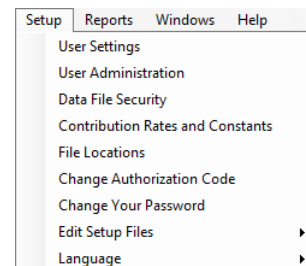 Setup Reports Windows Help
User Settings
User Administration
Data File Security
Contribution Rates and Constants
File Locations
Change Authorization Code
Change Your Password
Edit Setup Files
Language